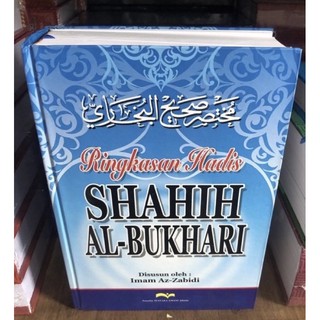 مختصر صحيح البخاري
Ringkasan Hadis
SHAHIH
AL-BUKHARI
Disusun oleh :
Imam Az-Zabidi